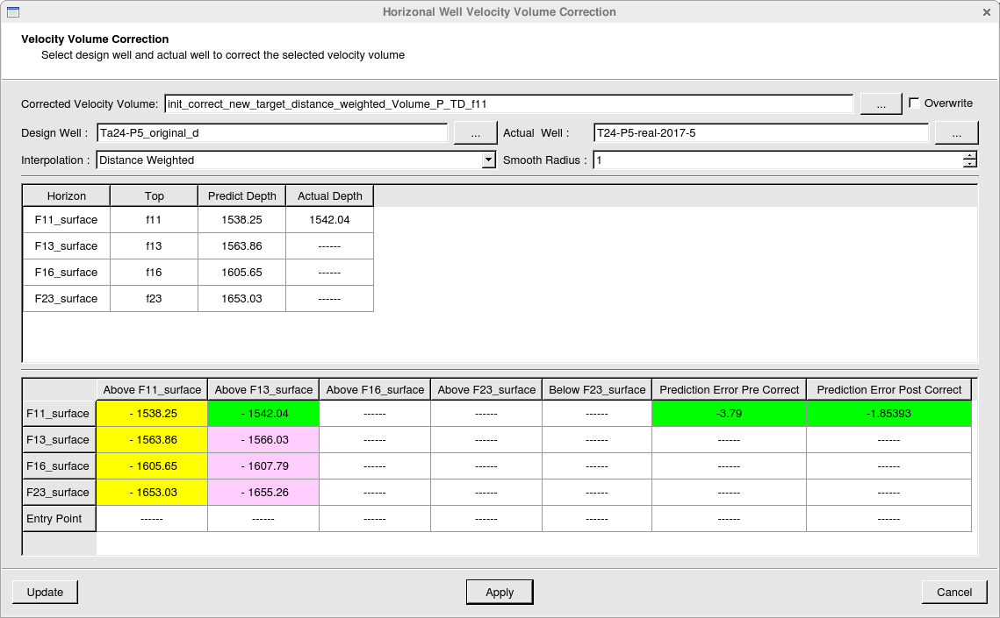 Horizonal Well Velocity Volume Correction
Velocity Volume Correction
Select design well and actual well to correct the selected velocity volume
Corrected Velocity Volume: init_correct_new_target_distance_weighted_Volume_P_TD_f11 ... Overwrite
Design Well : Ta24-P5_original_d ... Actual Well : T24-P5-real-2017-5 ...
Interpolation : Distance Weighted Smooth Radius : 1
Horizon Top Predict Depth Actual Depth
F11_surface f11 1538.25 1542.04
F13_surface f13 1563.86 ------
F16_surface f16 1605.65 ------
F23_surface f23 1653.03 ------
Above F11_surface Above F13_surface Above F16_surface Above F23_surface Below F23_surface Prediction Error Pre Correct Prediction Error Post Correct
F11_surface - 1538.25 - 1542.04 ------ ------ ------ -3.79 -1.85393
F13_surface - 1563.86 - 1566.03 ------ ------ ------ ------ ------
F16_surface - 1605.65 - 1607.79 ------ ------ ------ ------ ------
F23_surface - 1653.03 - 1655.26 ------ ------ ------ ------ ------
Entry Point ------ ------ ------ ------ ------ ------ ------
Update Apply Cancel